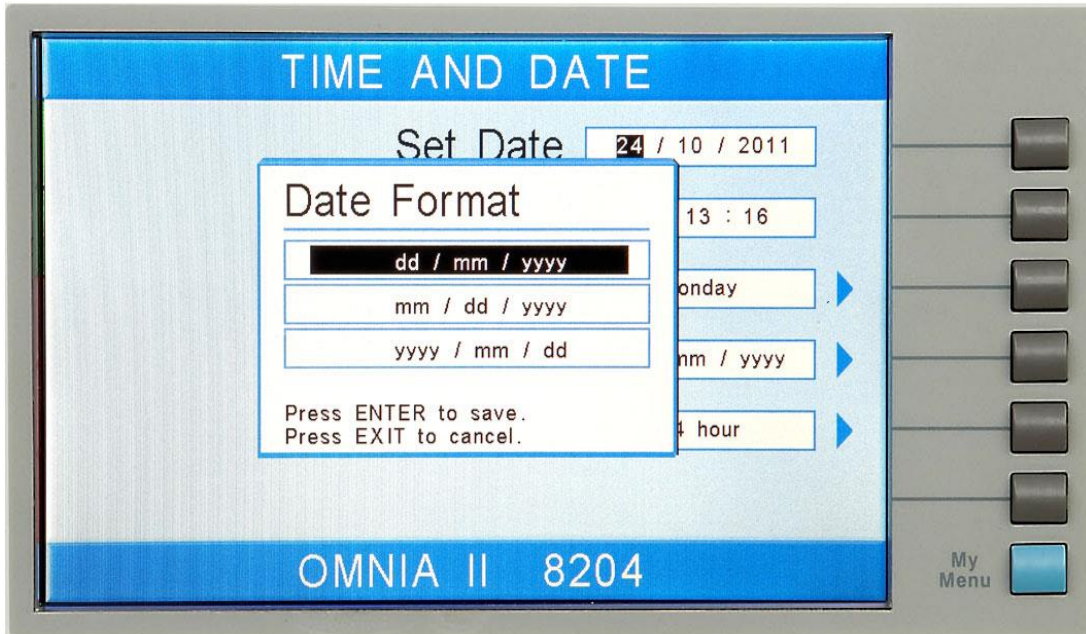 TIME AND DATE
Set Date 24 / 10 / 2011
Date Format
13 : 16
dd / mm / yyyy
onday
mm / dd / yyyy
yyyy / mm / dd
mm / yyyy
Press ENTER to save.
4 hour
Press EXIT to cancel.
OMNIA II 8204
My
Menu